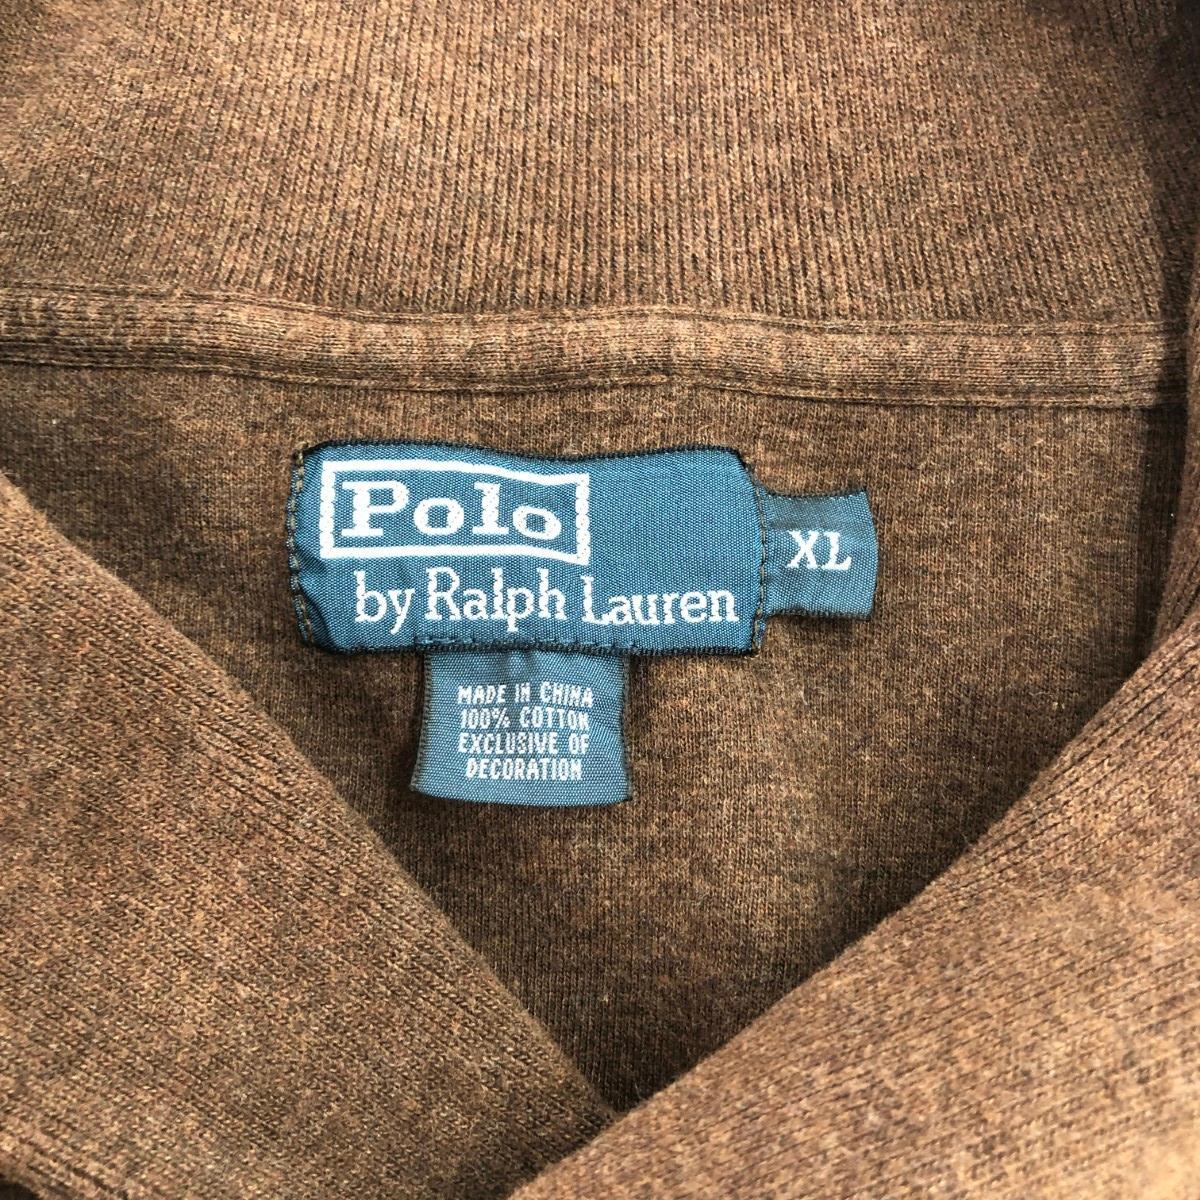 Polo
by Ralph Lauren
XL
MADE IN CHINA
100% COTTON
EXCLUSIVE OF
DECORATION